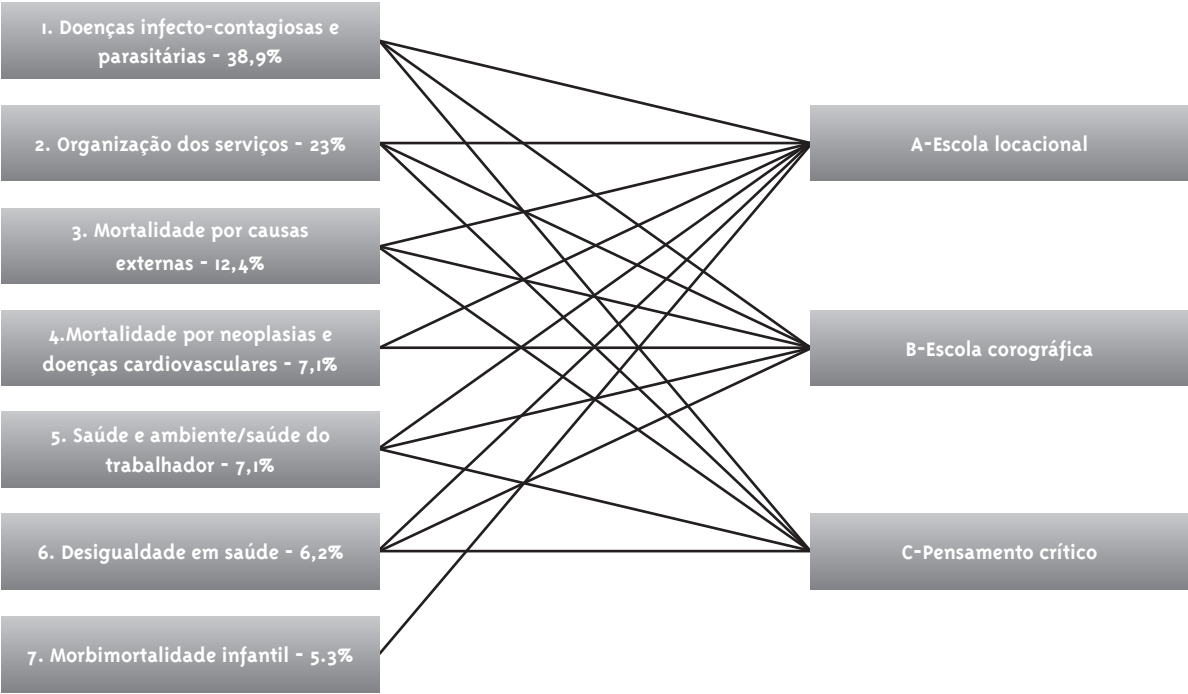 1. Doenças infecto-contagiosas e
parasitárias - 38,9%
2. Organização dos serviços - 23%
3. Mortalidade por causas
externas - 12,4%
4.Mortalidade por neoplasias e
doenças cardiovasculares - 7,1%
5. Saúde e ambiente/saúde do
trabalhador - 7,1%
6. Desigualdade em saúde - 6,2%
7. Morbimortalidade infantil - 5.3%
A-Escola locacional
B-Escola corográfica
C-Pensamento crítico